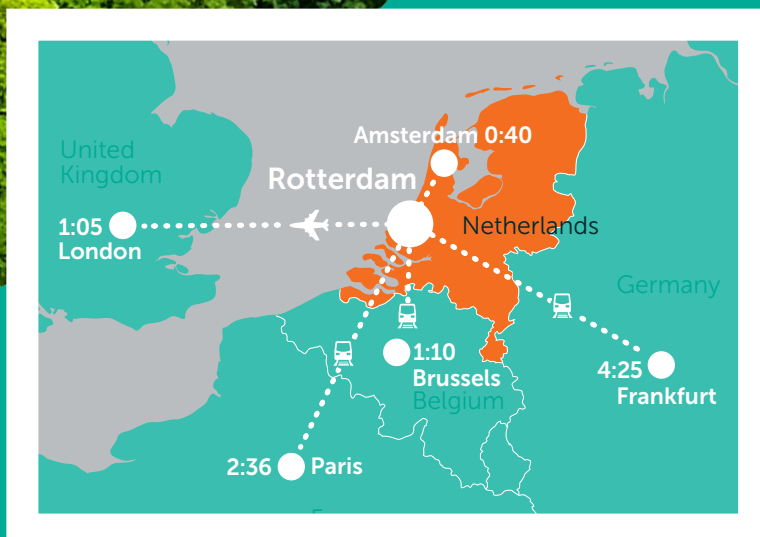 Amsterdam 0:40
United
Kingdom
Rotterdam
1:05
London
Netherlands
Germany
1:10
Brussels
Belgium
4:25
Frankfurt
2:36 Paris